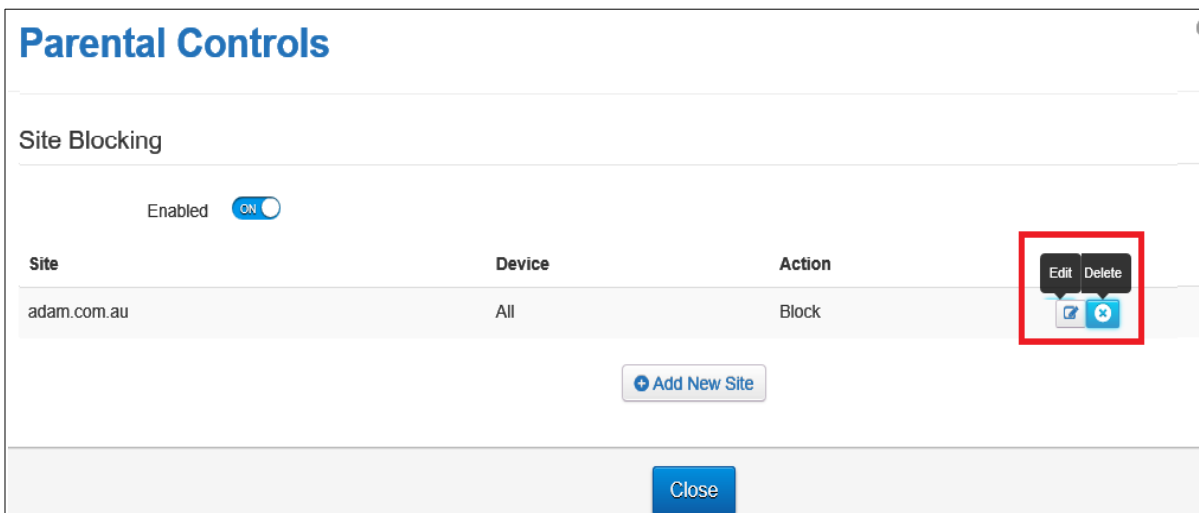 Parental Controls
Site Blocking
Enabled ON
Site Device Action
Edit Delete
adam.com.au All Block
Add New Site
Close